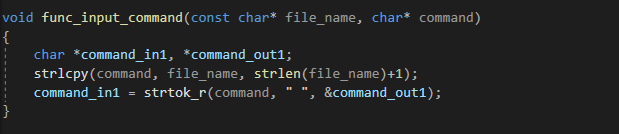 void func_input_command(const char* file_name, char* command)
{
char *command_in1, *command_out1;
strlcpy(command, file_name, strlen(file_name)+1);
command_in1 = strtok_r(command, " ", &command_out1);
}